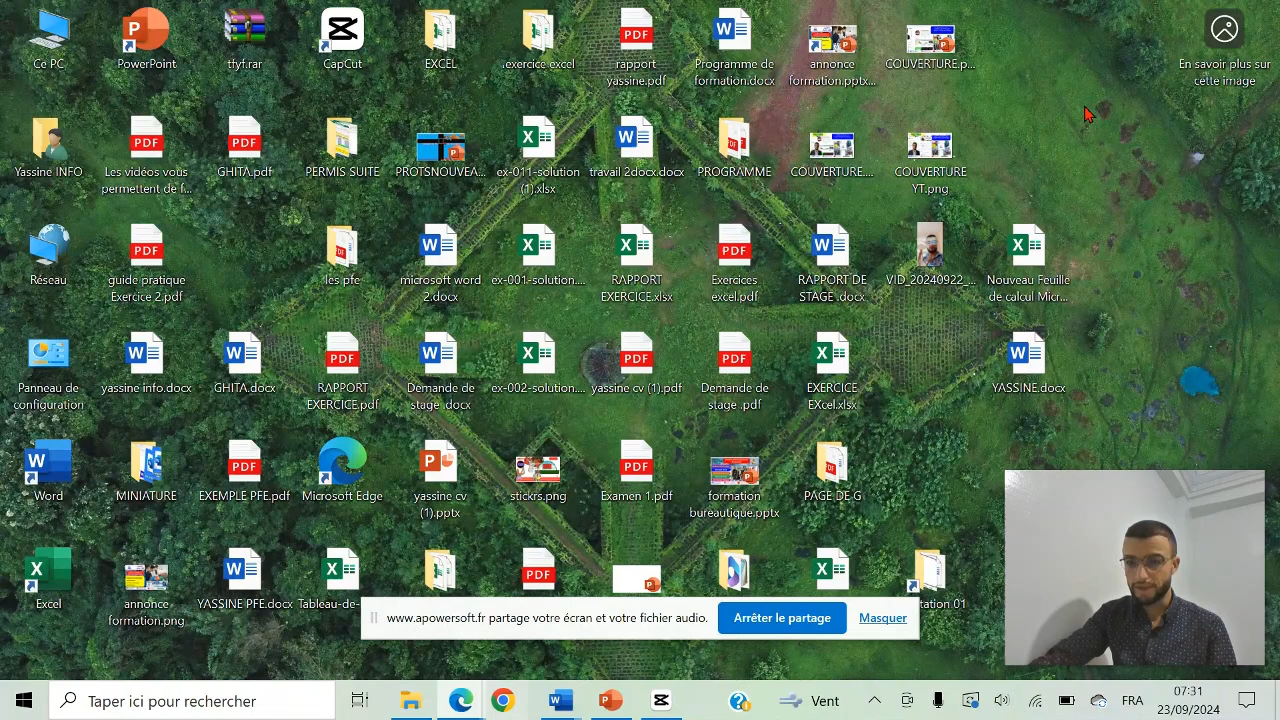 Ce PC
PowerPoint
tfyf.rar
CapCut
EXCEL
.exercice.excel
rapport
yassine.pdf
Programme de
formation.docx
annonce
formation.pptx...
COUVERTURE.p...
En savoir plus sur
cette image
Yassine INFO
Les vidéos vous
permettent de l...
GHITA.pdf
PERMIS SUITE
PROTSNOUVEA...
ex-011-solution
(1).xlsx
travail 2docx.docx
PROGRAMME
COUVERTURE....
COUVERTURE
YT.png
Réseau
guide pratique
Exercice 2.pdf
les pfe
microsoft word
2.docx
ex-001-solution....
RAPPORT
EXERCICE.xlsx
Exercices
excel.pdf
RAPPORT DE
STAGE .docx
VID_20240922_...
Nouveau Feuille
de calcul Micr...
Panneau de
configuration
yassine info.docx
GHITA.docx
RAPPORT
EXERCICE.pdf
Demande de
stage .docx
ex-002-solution....
yassine cv (1).pdf
Demande de
stage .pdf
EXERCICE
EXcel.xlsx
YASSINE.docx
Word
MINIATURE
EXEMPLE PFE.pdf
Microsoft Edge
yassine cv
(1).pptx
stickrs.png
Examen 1.pdf
formation
bureautique.pptx
PAGE DE G
Excel
annonce
formation.png
YASSINE PFE.docx
Tableau-de-
tation 01
www.apowersoft.fr partage votre écran et votre fichier audio.
Arrêter le partage
Masquer
Taper ici pour rechercher
Vent
FRA
07:31
23/09/2024